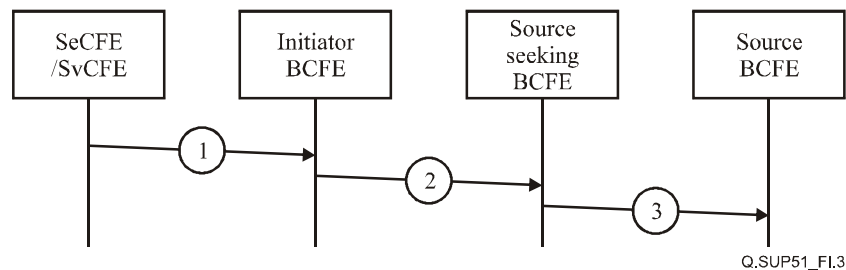 SeCFE
/SvCFE
Initiator
BCFE
Source
seeking
BCFE
Source
BCFE
1
2
3
Q.SUP51_FI.3